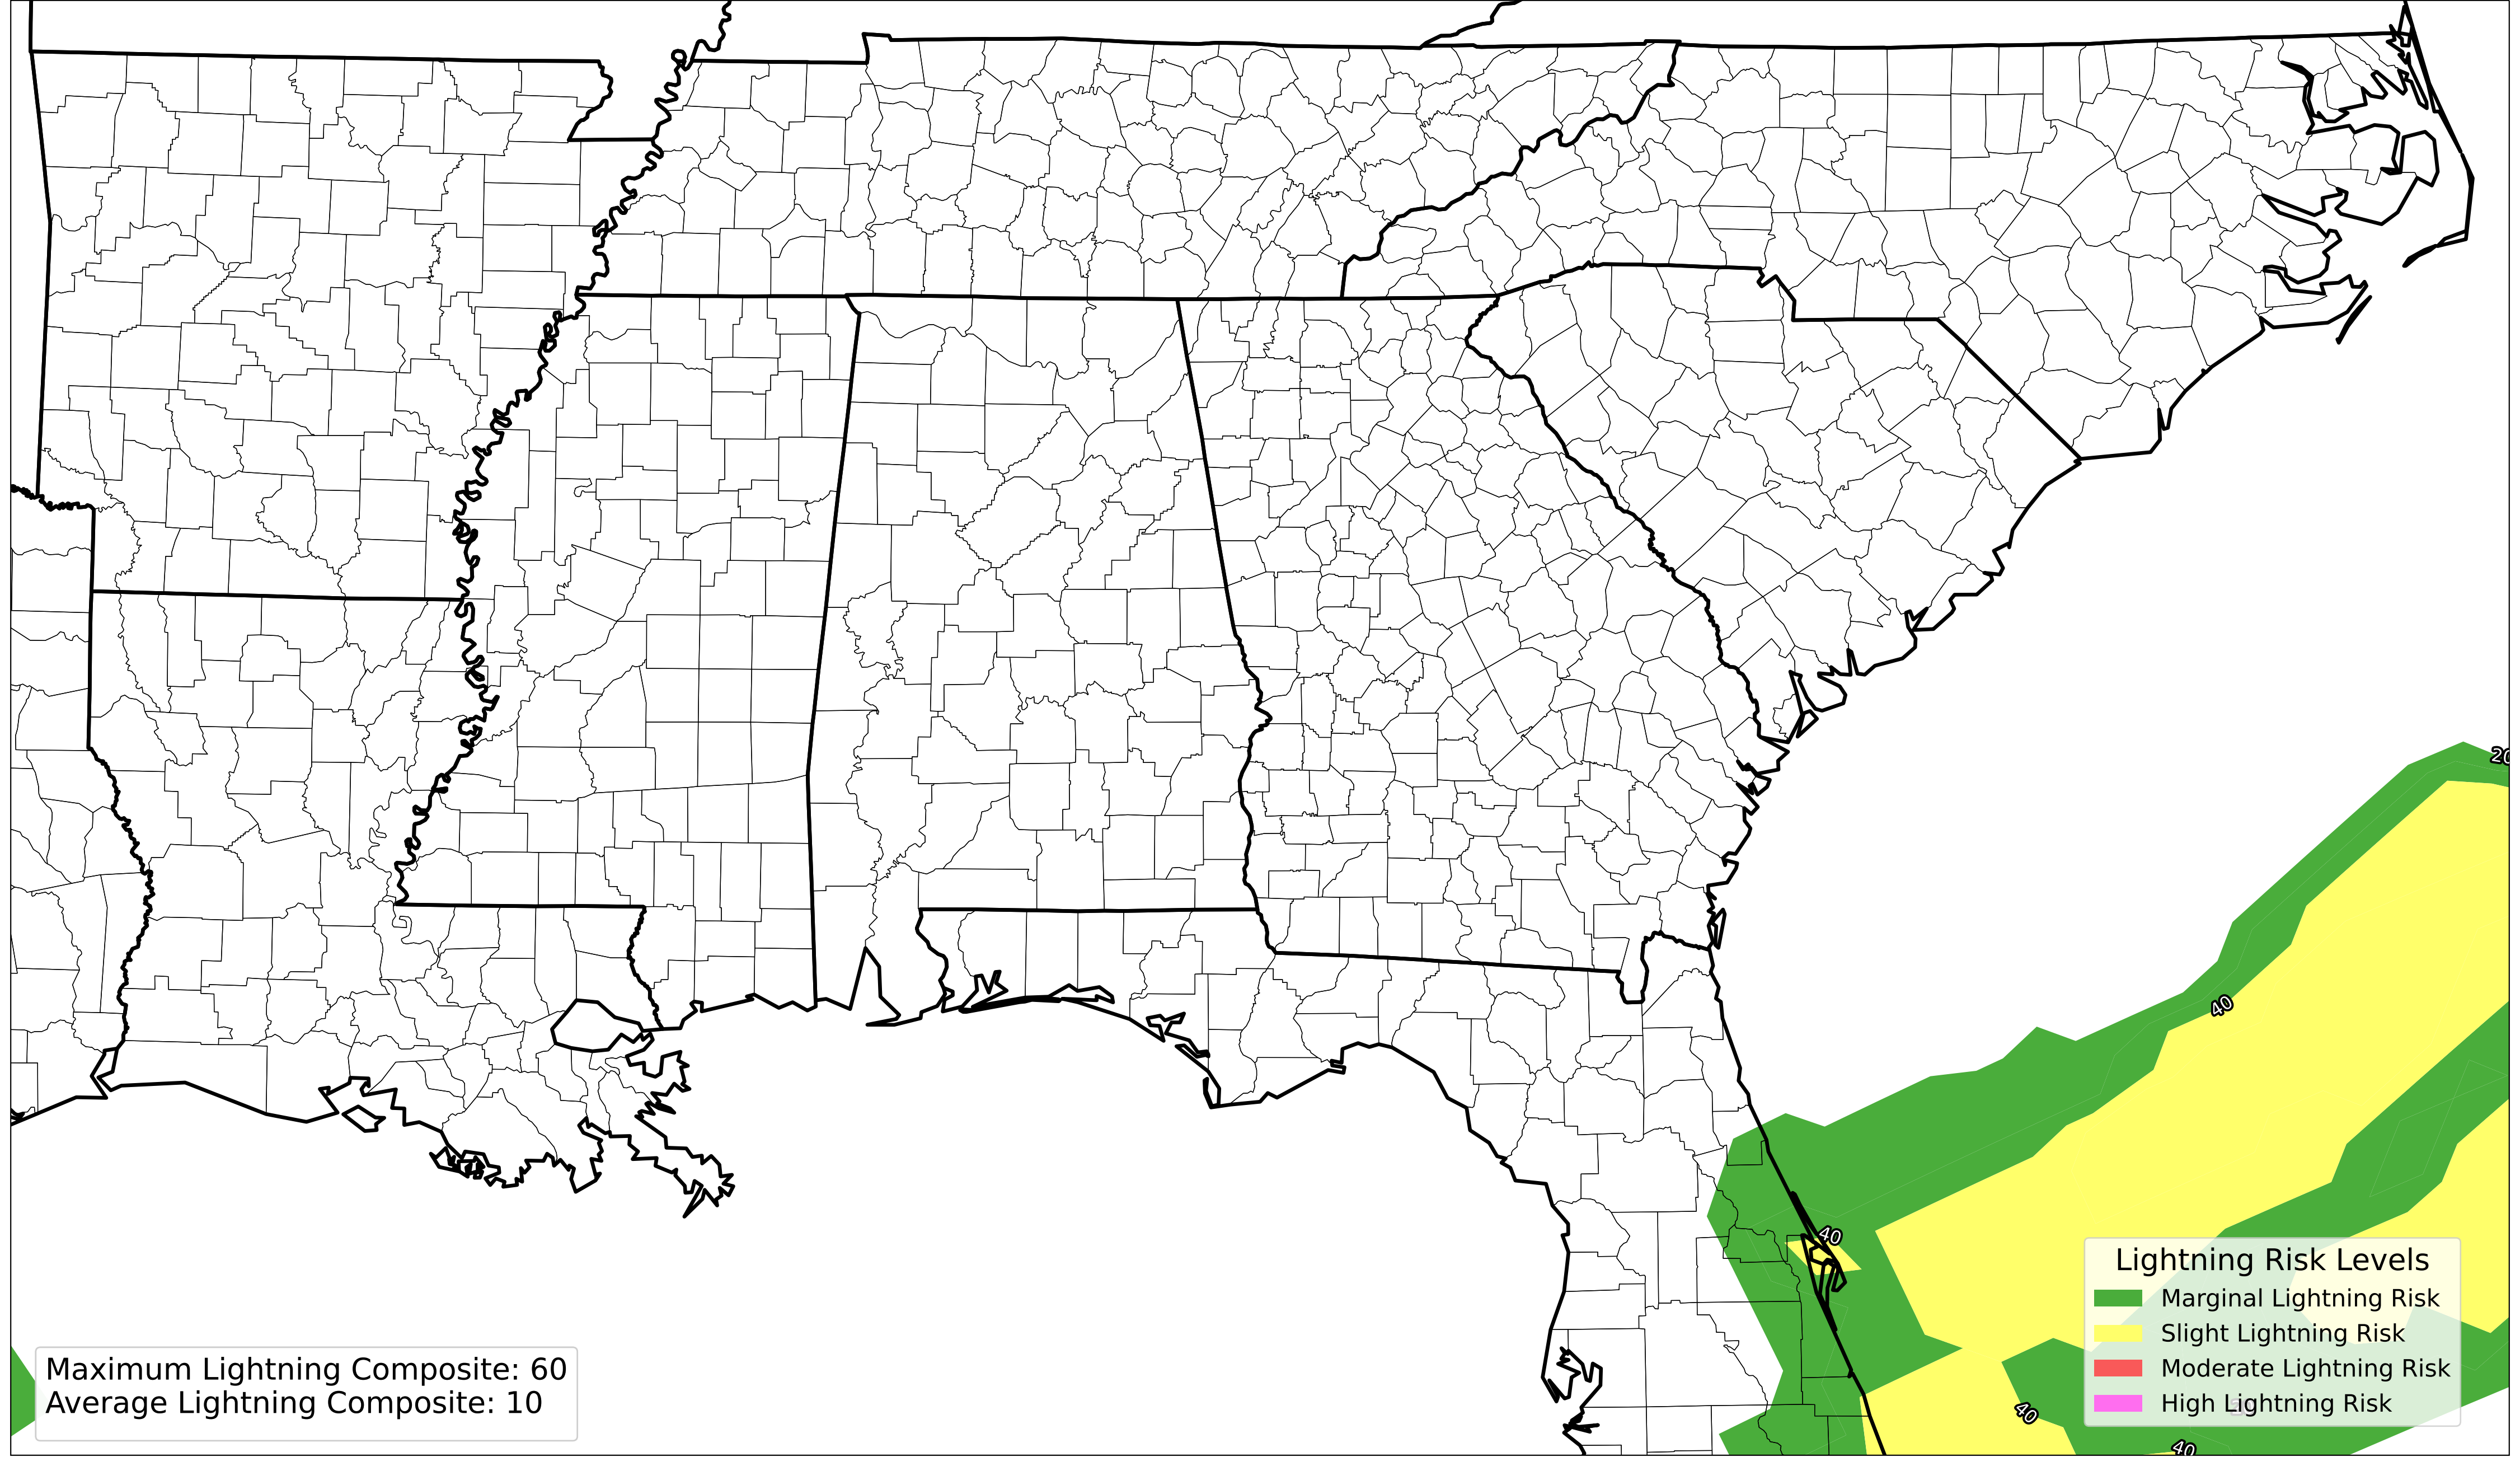 20
40
40
Lightning Risk Levels
Marginal Lightning Risk
Slight Lightning Risk
Moderate Lightning Risk
High Lightning Risk
Maximum Lightning Composite: 60
Average Lightning Composite: 10
40
40